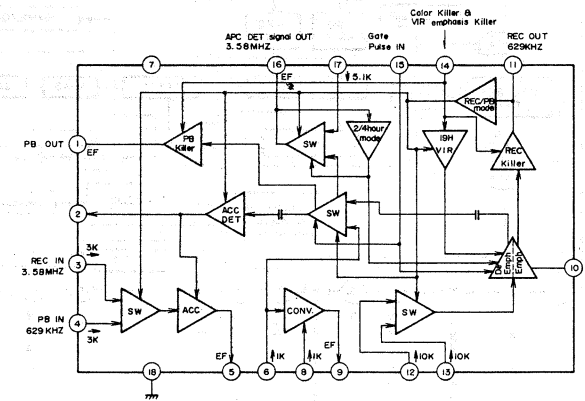 Color Killer &
VIR emphasis Killer
APC DET signal OUT
3.58MHZ
Gate
Pulse IN
REC OUT
629KHZ
7
16
17
15
14
11
EF
5.1K
REC/PB
mode
PB OUT
1
EF
PB
Killer
SW
2/4hour
mode
19H
VIR
REC
Killer
2
ACC
DET
SW
REC IN
3.58MHZ
3K
3
De
Emph
Emph
10
PB IN
629KHZ
4
3K
SW
ACC
CONV.
SW
EF
1K
1K
EF
10K
10K
18
5
6
8
9
12
13